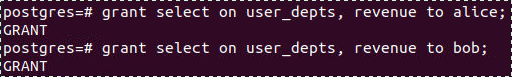 postgres=# grant select on user_depts, revenue to alice;
GRANT
postgres=# grant select on user_depts, revenue to bob;
GRANT